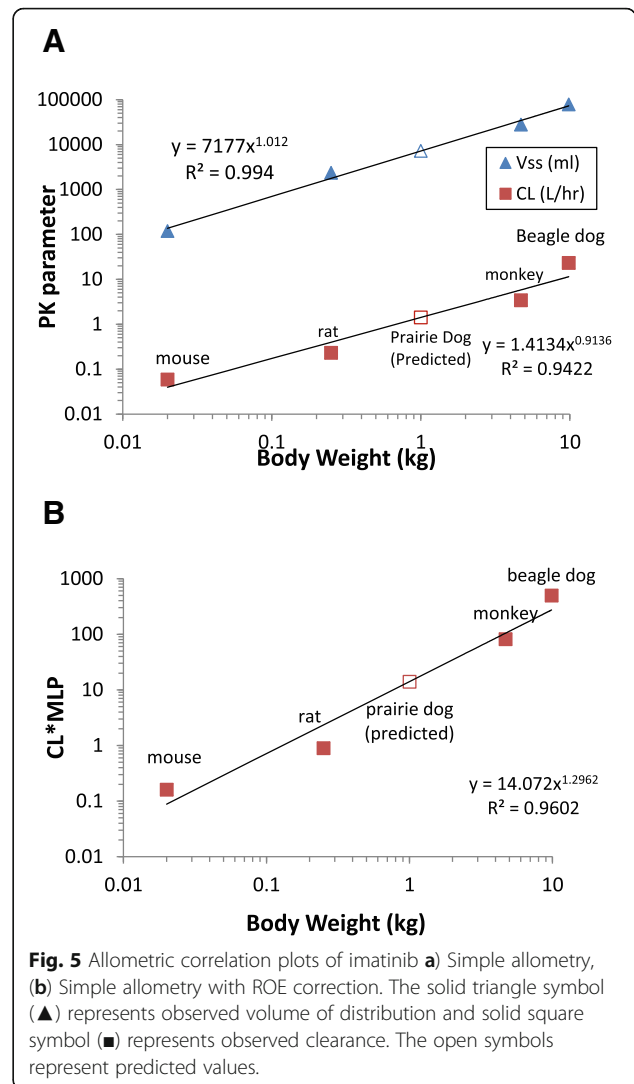 A
100000
10000
1000
100
10
1
0.1
0.01
PK parameter
y = 7177x^1.012
R² = 0.994
Vss (ml)
CL (L/hr)
Beagle dog
monkey
rat
mouse
Prairie Dog
(Predicted)
y = 1.4134x^0.9136
R² = 0.9422
0.01 0.1 1 10
Body Weight (kg)
B
1000
100
10
1
0.1
0.01
CL*MLP
beagle dog
monkey
rat
prairie dog
(predicted)
mouse
y = 14.072x^1.2962
R² = 0.9602
0.01 0.1 1 10
Body Weight (kg)
Fig. 5 Allometric correlation plots of imatinib a) Simple allometry,
(b) Simple allometry with ROE correction. The solid triangle symbol
(▲) represents observed volume of distribution and solid square
symbol (■) represents observed clearance. The open symbols
represent predicted values.